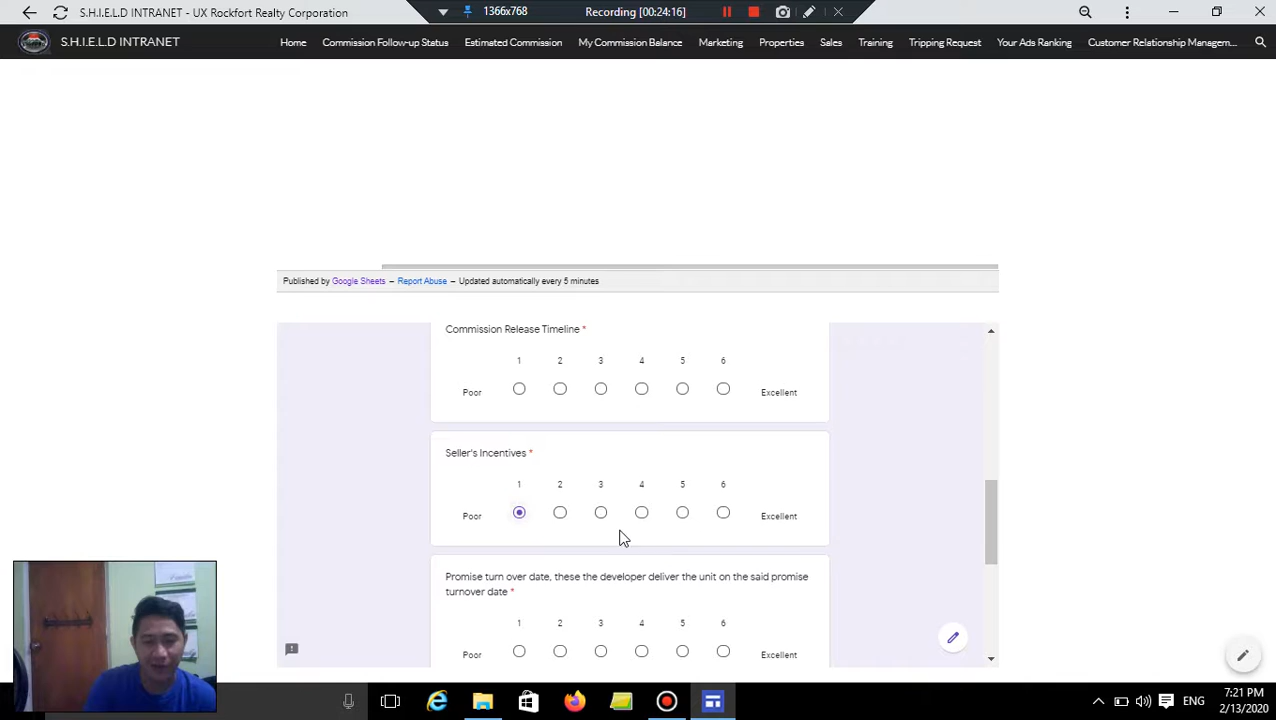 S.H.I.E.L.D INTRANET - UX Rockfort Realty Corporation
1366x768
Recording [00:24:16]
S.H.I.E.L.D INTRANET
Home Commission Follow-up Status Estimated Commission My Commission Balance Marketing Properties Sales Training Tripping Request Your Ads Ranking Customer Relationship Managem...
Published by Google Sheets – Report Abuse – Updated automatically every 5 minutes
Commission Release Timeline *
1 2 3 4 5 6
Poor Excellent
Seller's Incentives *
1 2 3 4 5 6
Poor Excellent
Promise turn over date, these the developer deliver the unit on the said promise
turnover date *
1 2 3 4 5 6
Poor Excellent
ENG
7:21 PM
2/13/2020